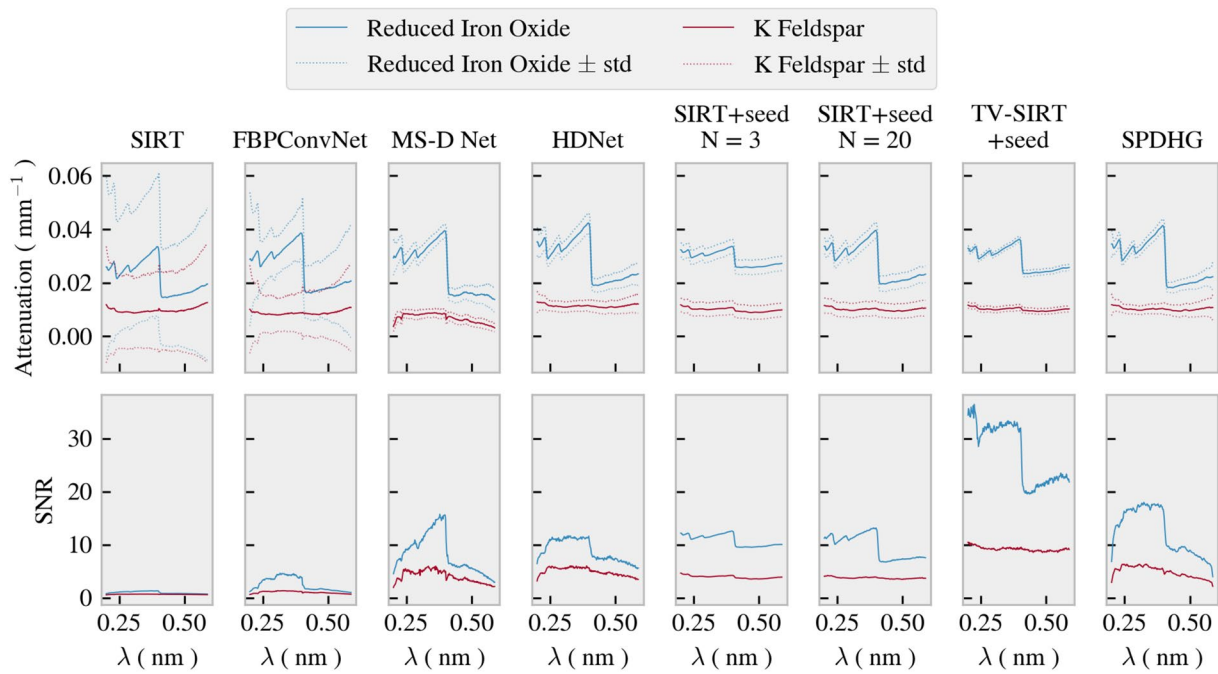 Reduced Iron Oxide
K Feldspar
Reduced Iron Oxide ± std
K Feldspar ± std
SIRT
FBPConvNet
MS-D Net
HDNet
SIRT+seed
N = 3
SIRT+seed
N = 20
TV-SIRT
+seed
SPDHG
Attenuation ( mm⁻¹ )
0.06
0.04
0.02
0.00
0.25 0.50 0.25 0.50 0.25 0.50 0.25 0.50 0.25 0.50 0.25 0.50 0.25 0.50 0.25 0.50
SNR
30
20
10
0
λ ( nm ) λ ( nm ) λ ( nm ) λ ( nm ) λ ( nm ) λ ( nm ) λ ( nm ) λ ( nm )